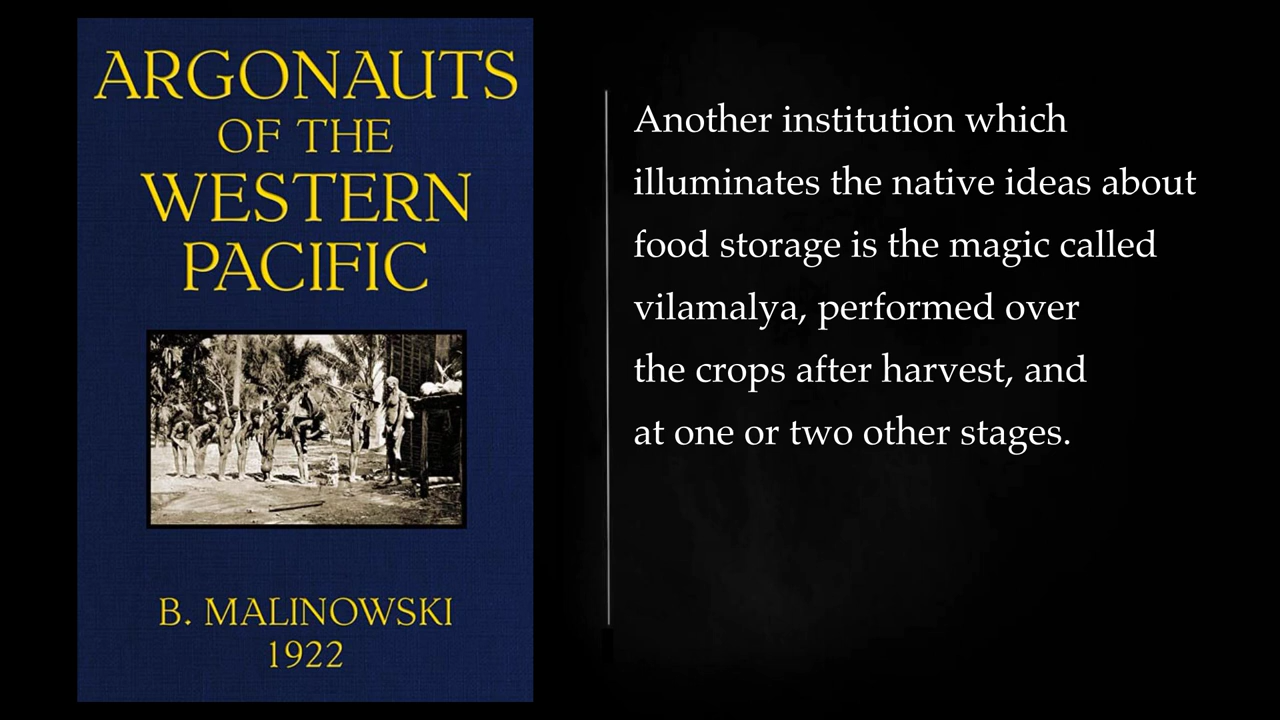 ARGONAUTS
OF THE
WESTERN
PACIFIC
B. MALINOWSKI
1922
Another institution which
illuminates the native ideas about
food storage is the magic called
vilamalya, performed over
the crops after harvest, and
at one or two other stages.